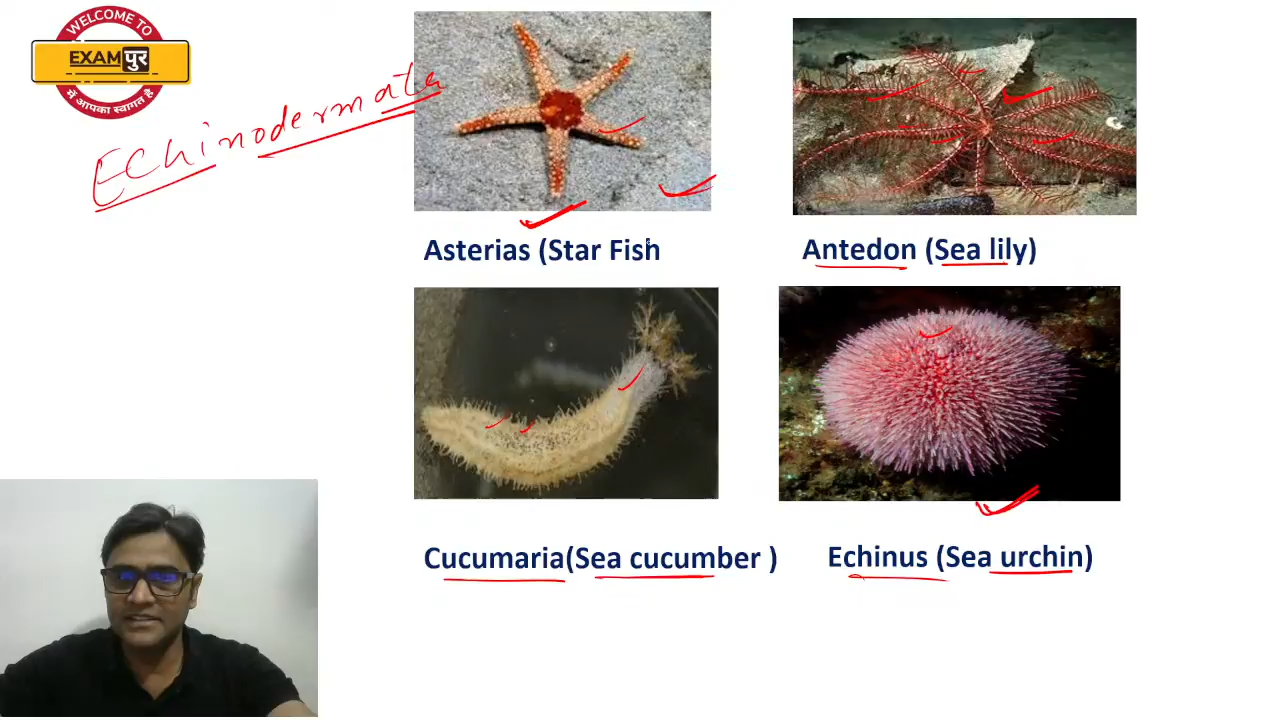 WELCOME TO
EXAMपुर
में आपका स्वागत है
Echinodermata
Asterias (Star Fish
Antedon (Sea lily)
Cucumaria(Sea cucumber )
Echinus (Sea urchin)